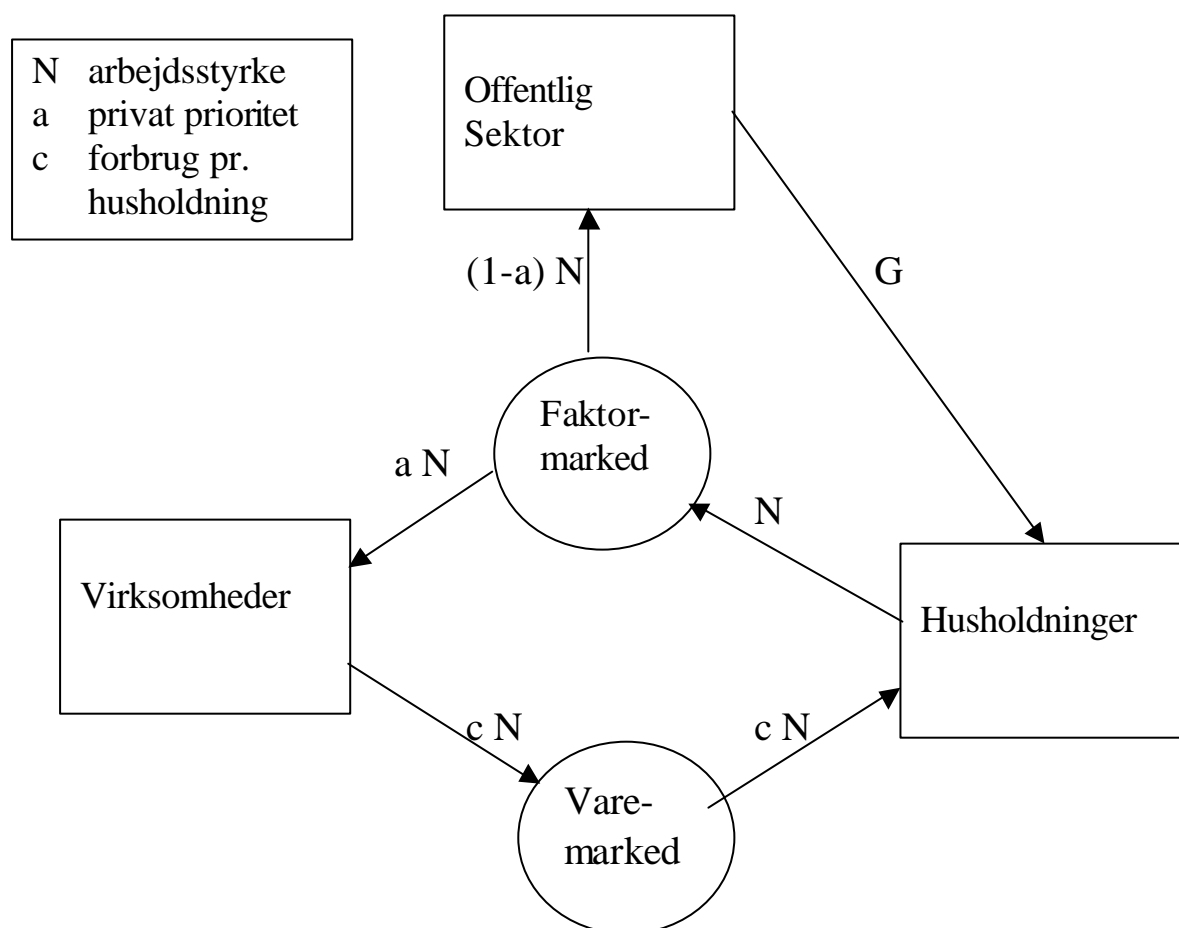 N arbejdsstyrke
a privat prioritet
c forbrug pr.
husholdning
Offentlig
Sektor
(1-a) N
G
Faktor-
marked
a N
N
Virksomheder
Husholdninger
c N
c N
Vare-
marked